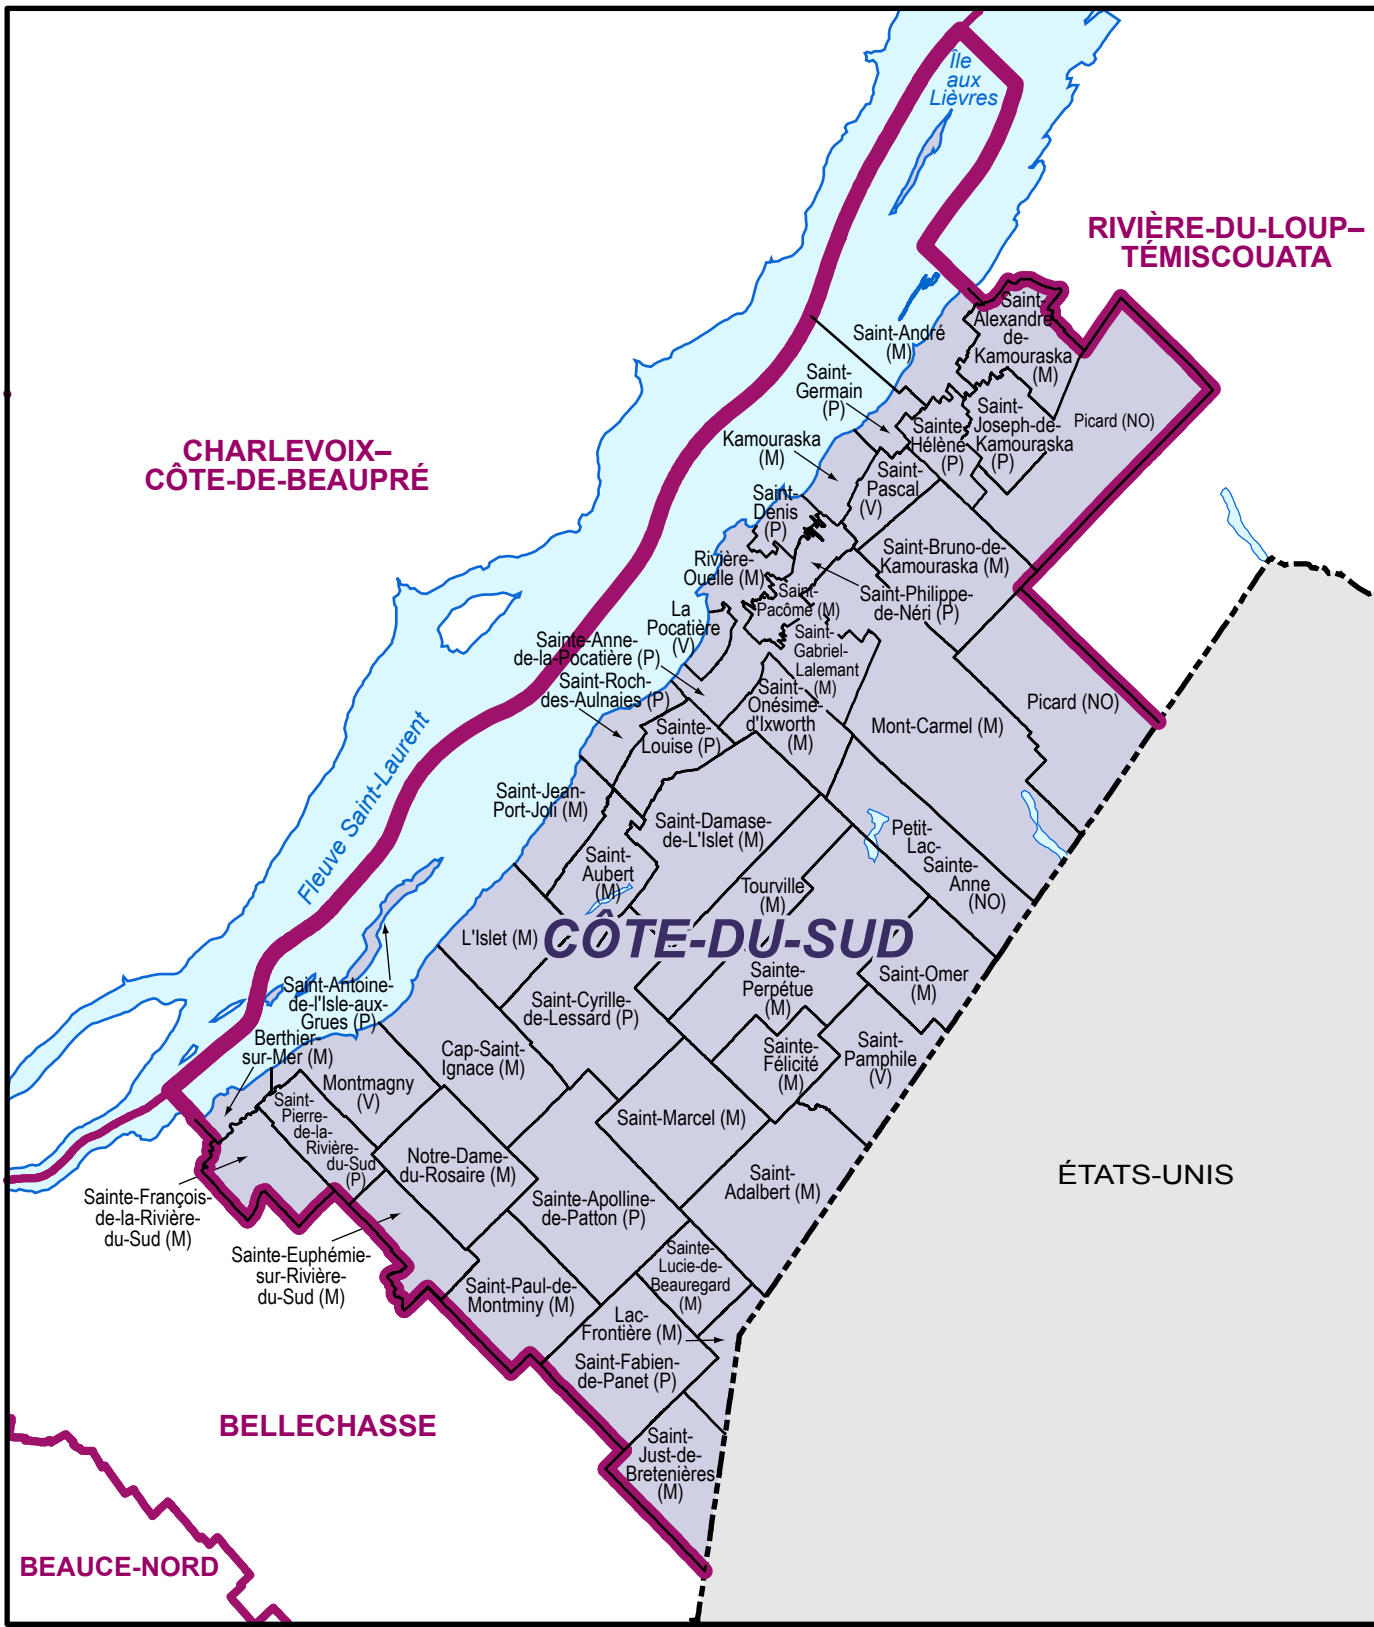 Île
aux
Lièvres
RIVIÈRE-DU-LOUP–
TÉMISCOUATA
CHARLEVOIX–
CÔTE-DE-BEAUPRÉ
Saint-
Alexandre-
de-
Kamouraska
(M)
Saint-André
(M)
Saint-
Germain
(P)
Saint-
Joseph-de-
Kamouraska
(P)
Picard (NO)
Sainte-
Hélène
(P)
Kamouraska
(M)
Saint-
Pascal
(V)
Saint-
Denis
(P)
Saint-Bruno-de-
Kamouraska (M)
Rivière-
Ouelle (M)
Saint-
Pacôme (M)
Saint-Philippe-
de-Néri (P)
La
Pocatière
(V)
Saint-
Gabriel-
Lalemant
(M)
Sainte-Anne-
de-la-Pocatière (P)
Saint-Roch-
des-Aulnaies (P)
Saint-
Onésime-
d'Ixworth
(M)
Picard (NO)
Mont-Carmel (M)
Sainte-
Louise (P)
Fleuve Saint-Laurent
Saint-Jean-
Port-Joli (M)
Saint-Damase-
de-L'Islet (M)
Petit-
Lac-
Sainte-
Anne
(NO)
Saint-
Aubert
(M)
Tourville
(M)
L'Islet (M)
CÔTE-DU-SUD
Saint-Omer
(M)
Sainte-
Perpétue
(M)
Saint-Antoine-
de-l'Isle-aux-
Grues (P)
Saint-Cyrille-
de-Lessard (P)
Berthier-
sur-Mer (M)
Cap-Saint-
Ignace (M)
Sainte-
Félicité
(M)
Saint-
Pamphile
(V)
Montmagny
(V)
Saint-
Pierre-
de-la-
Rivière-
du-Sud
(P)
Saint-Marcel (M)
Notre-Dame-
du-Rosaire (M)
Saint-
Adalbert (M)
ÉTATS-UNIS
Sainte-François-
de-la-Rivière-
du-Sud (M)
Sainte-Apolline-
de-Patton (P)
Sainte-Euphémie-
sur-Rivière-
du-Sud (M)
Sainte-
Lucie-de-
Beauregard
(M)
Saint-Paul-de-
Montminy (M)
Lac-
Frontière (M)
Saint-Fabien-
de-Panet (P)
BELLECHASSE
Saint-
Just-de-
Bretenières
(M)
BEAUCE-NORD